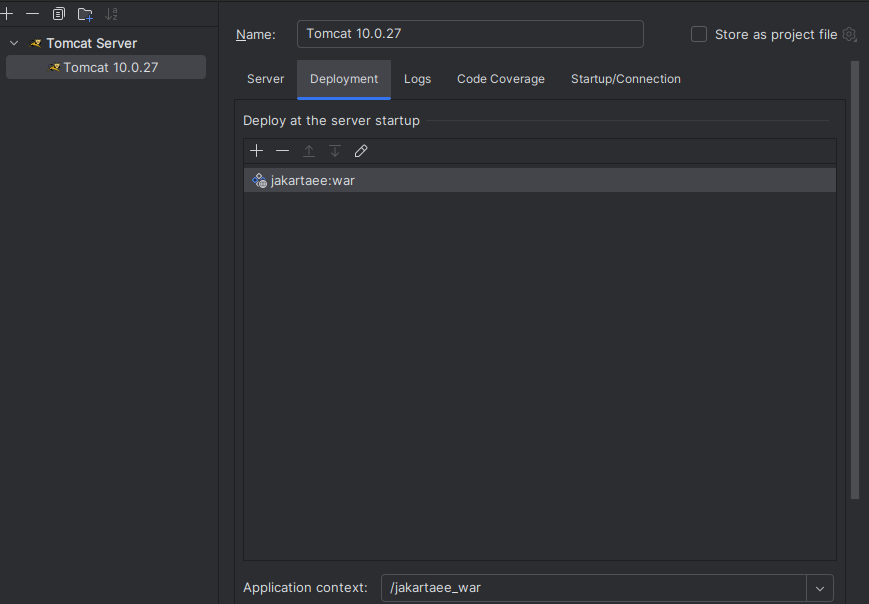 Tomcat Server
Tomcat 10.0.27
Name: Tomcat 10.0.27 Store as project file
Server Deployment Logs Code Coverage Startup/Connection
Deploy at the server startup
jakartaee:war
Application context: /jakartaee_war